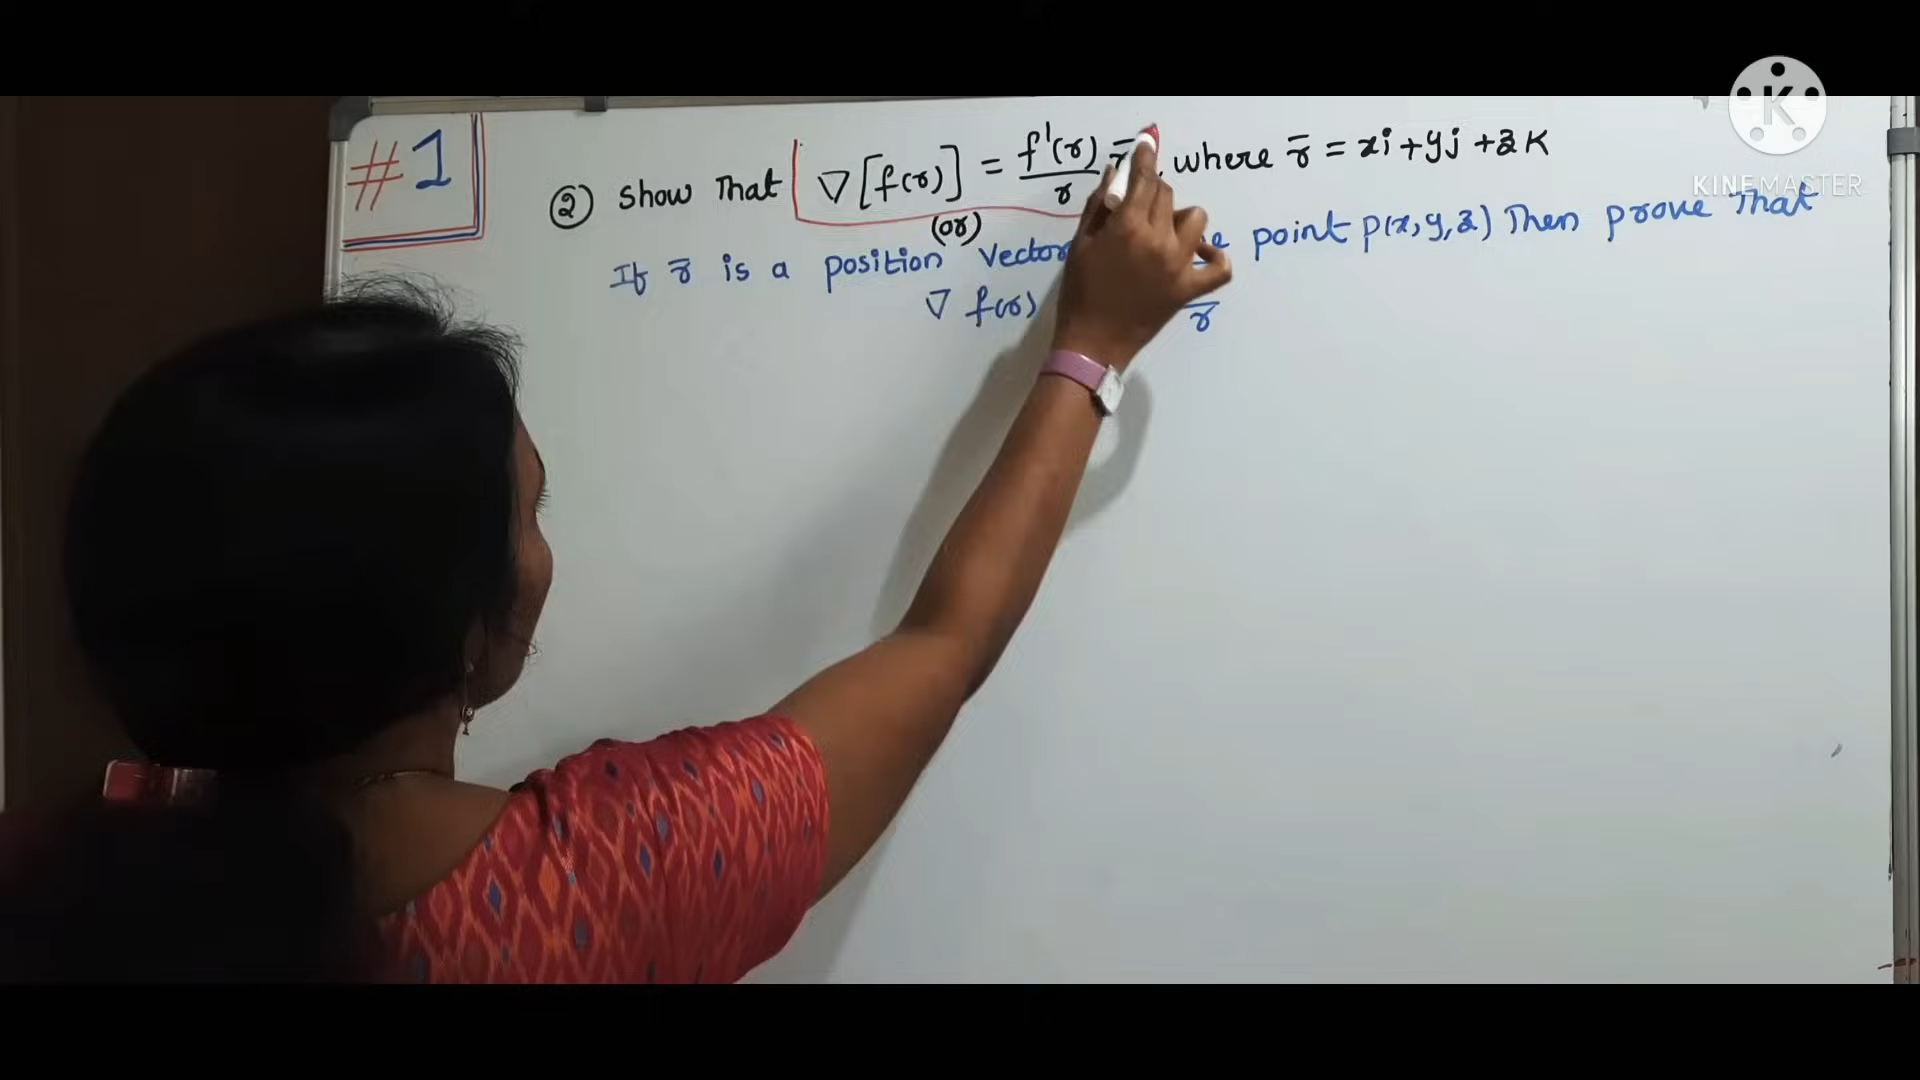 #1
② Show That ∇[f(r)] = f'(r)/r r̄, where r̄ = xi+yj+zK
(or)
If r̄ is a position Vector point p(x,y,z) Then prove That
∇ f(r) r
K
KINEMASTER